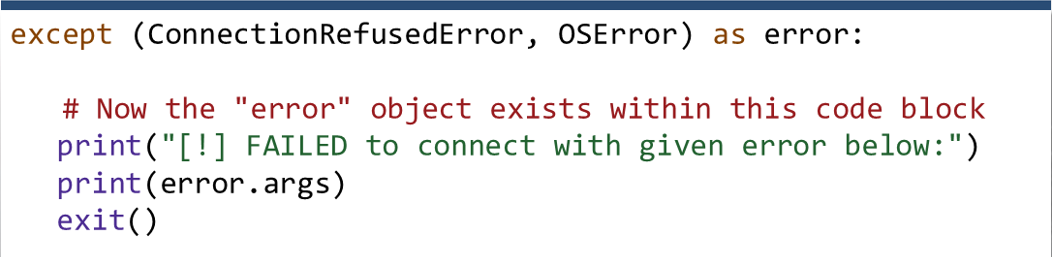 except (ConnectionRefusedError, OSError) as error:
# Now the "error" object exists within this code block
print("[!] FAILED to connect with given error below:")
print(error.args)
exit()